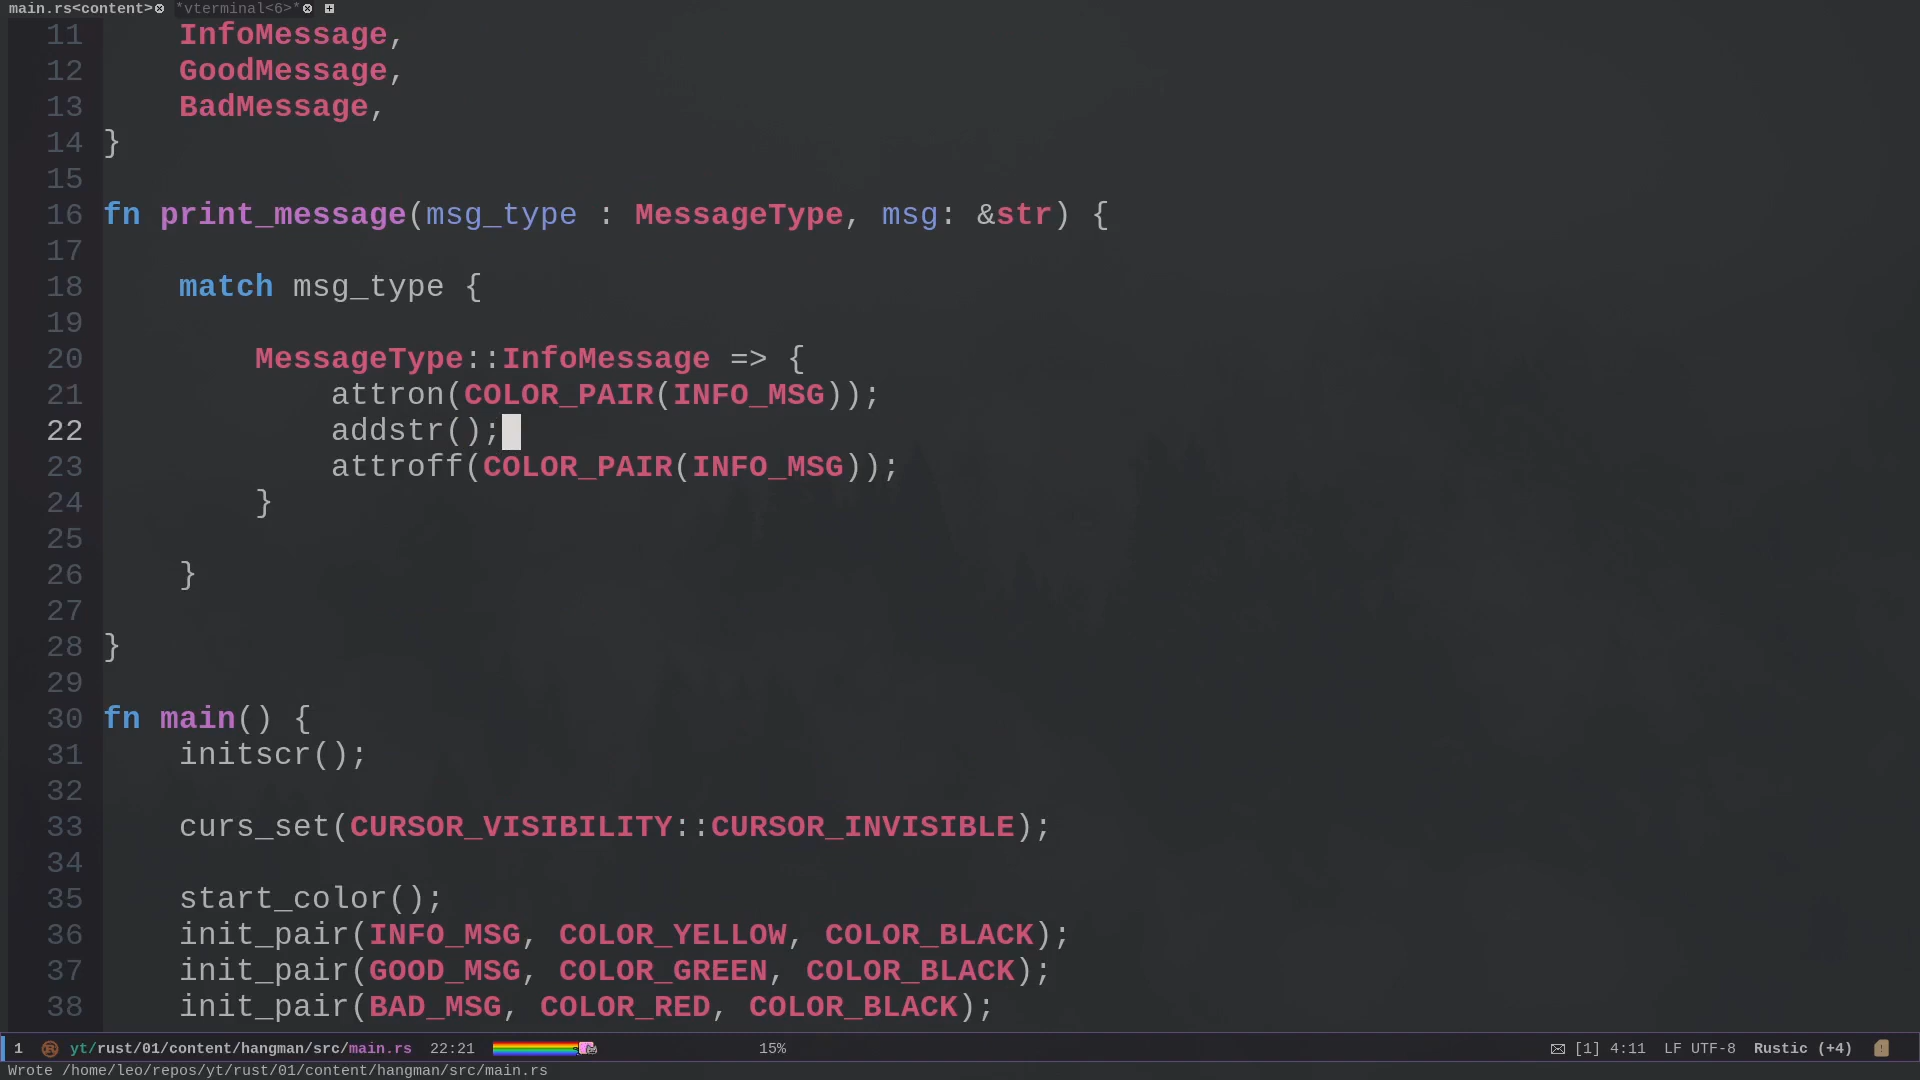 main.rs<content> *vterminal<6>*
11 InfoMessage,
12 GoodMessage,
13 BadMessage,
14 }
15
16 fn print_message(msg_type : MessageType, msg: &str) {
17
18 match msg_type {
19
20 MessageType::InfoMessage => {
21 attron(COLOR_PAIR(INFO_MSG));
22 addstr();
23 attroff(COLOR_PAIR(INFO_MSG));
24 }
25
26 }
27
28 }
29
30 fn main() {
31 initscr();
32
33 curs_set(CURSOR_VISIBILITY::CURSOR_INVISIBLE);
34
35 start_color();
36 init_pair(INFO_MSG, COLOR_YELLOW, COLOR_BLACK);
37 init_pair(GOOD_MSG, COLOR_GREEN, COLOR_BLACK);
38 init_pair(BAD_MSG, COLOR_RED, COLOR_BLACK);
1 yt/rust/01/content/hangman/src/main.rs 22:21 15% [1] 4:11 LF UTF-8 Rustic (+4)
Wrote /home/leo/repos/yt/rust/01/content/hangman/src/main.rs